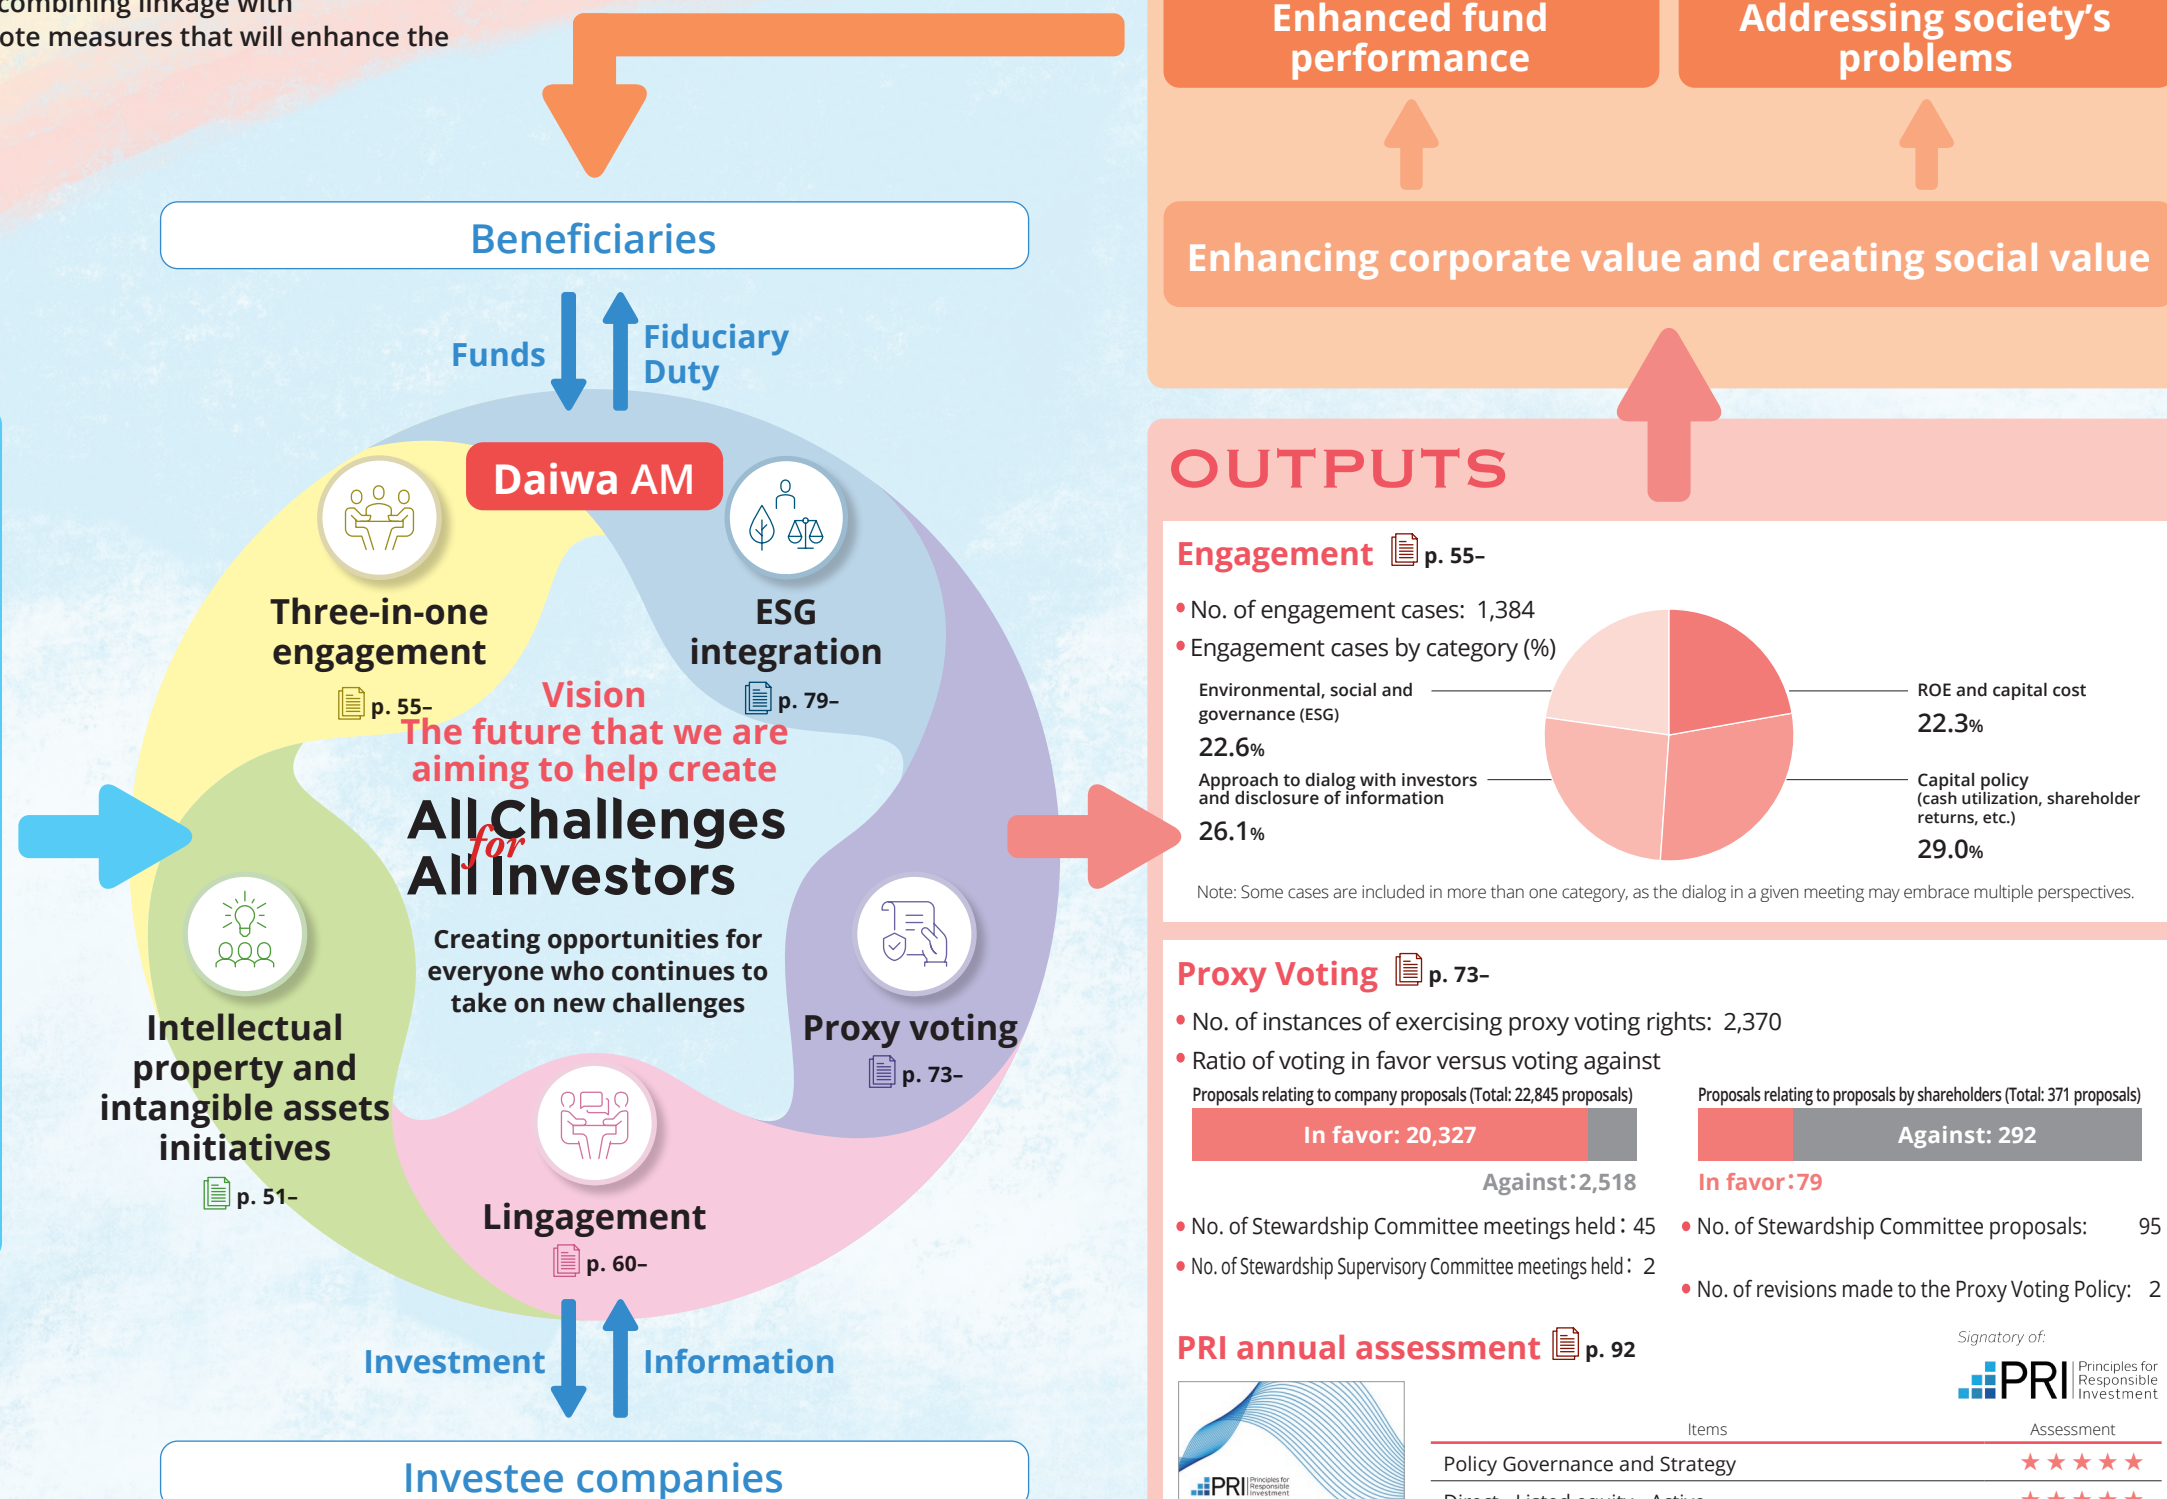 combining linkage with
ote measures that will enhance the
Beneficiaries
Funds
Fiduciary
Duty
Daiwa AM
Three-in-one
engagement
p. 55–
ESG
integration
p. 79–
Vision
The future that we are
aiming to help create
All Challenges
for
All Investors
Creating opportunities for
everyone who continues to
take on new challenges
Intellectual
property and
intangible assets
initiatives
p. 51–
Proxy voting
p. 73–
Lingagement
p. 60–
Investment
Information
Investee companies
Enhanced fund
performance
Addressing society's
problems
Enhancing corporate value and creating social value
OUTPUTS
Engagement p. 55–
• No. of engagement cases: 1,384
• Engagement cases by category (%)
Environmental, social and
governance (ESG)
22.6%
Approach to dialog with investors
and disclosure of information
26.1%
ROE and capital cost
22.3%
Capital policy
(cash utilization, shareholder
returns, etc.)
29.0%
Note: Some cases are included in more than one category, as the dialog in a given meeting may embrace multiple perspectives.
Proxy Voting p. 73–
• No. of instances of exercising proxy voting rights: 2,370
• Ratio of voting in favor versus voting against
Proposals relating to company proposals (Total: 22,845 proposals)
In favor: 20,327
Against:2,518
Proposals relating to proposals by shareholders (Total: 371 proposals)
Against: 292
In favor:79
• No. of Stewardship Committee meetings held: 45
• No. of Stewardship Supervisory Committee meetings held: 2
• No. of Stewardship Committee proposals: 95
• No. of revisions made to the Proxy Voting Policy: 2
PRI annual assessment p. 92
Signatory of:
PRI Principles for
Responsible
Investment
PRI Principles for
Responsible
Investment
Items Assessment
Policy Governance and Strategy ★★★★★
Direct - Listed equity - Active ★★★★★